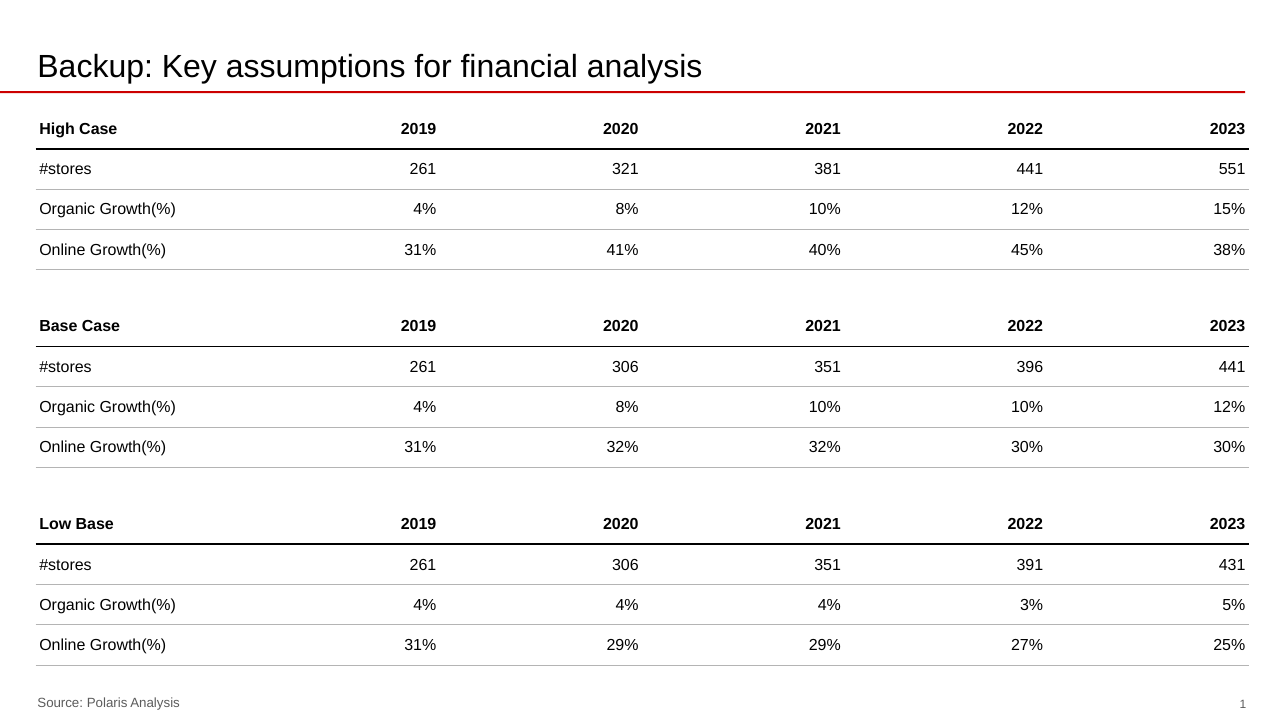 Backup: Key assumptions for financial analysis
High Case 2019 2020 2021 2022 2023
#stores 261 321 381 441 551
Organic Growth(%) 4% 8% 10% 12% 15%
Online Growth(%) 31% 41% 40% 45% 38%
Base Case 2019 2020 2021 2022 2023
#stores 261 306 351 396 441
Organic Growth(%) 4% 8% 10% 10% 12%
Online Growth(%) 31% 32% 32% 30% 30%
Low Base 2019 2020 2021 2022 2023
#stores 261 306 351 391 431
Organic Growth(%) 4% 4% 4% 3% 5%
Online Growth(%) 31% 29% 29% 27% 25%
Source: Polaris Analysis 1